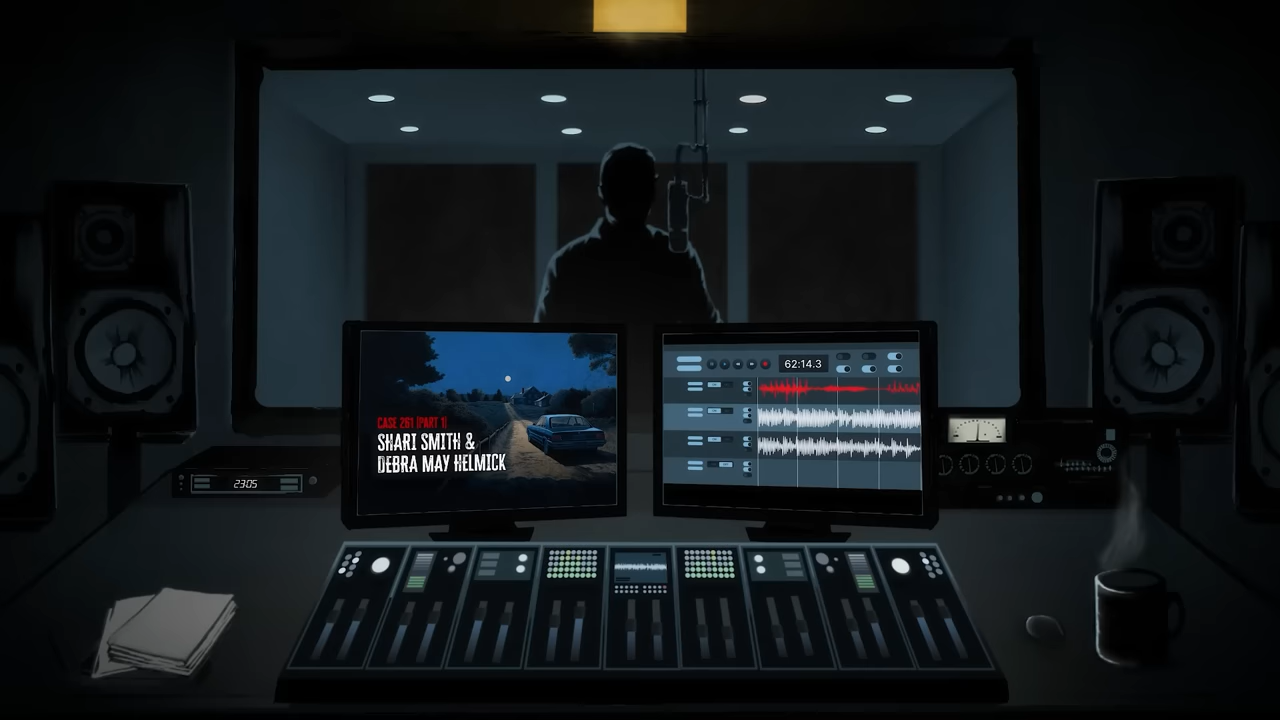 CASE 261 (PART 1)
SHARI SMITH &
DEBRA MAY HELMICK
62:14.3
2305